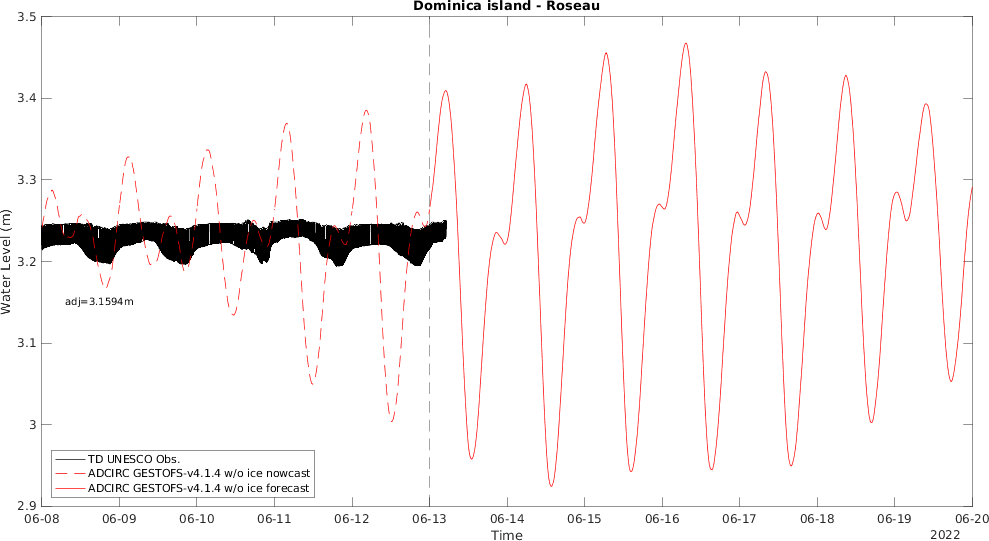 Dominica island - Roseau
3.5
3.4
3.3
3.2
3.1
3
2.9
Water Level (m)
adj=3.1594m
TD UNESCO Obs.
ADCIRC GESTOFS-v4.1.4 w/o ice nowcast
ADCIRC GESTOFS-v4.1.4 w/o ice forecast
06-08 06-09 06-10 06-11 06-12 06-13 06-14 06-15 06-16 06-17 06-18 06-19 06-20
Time
2022